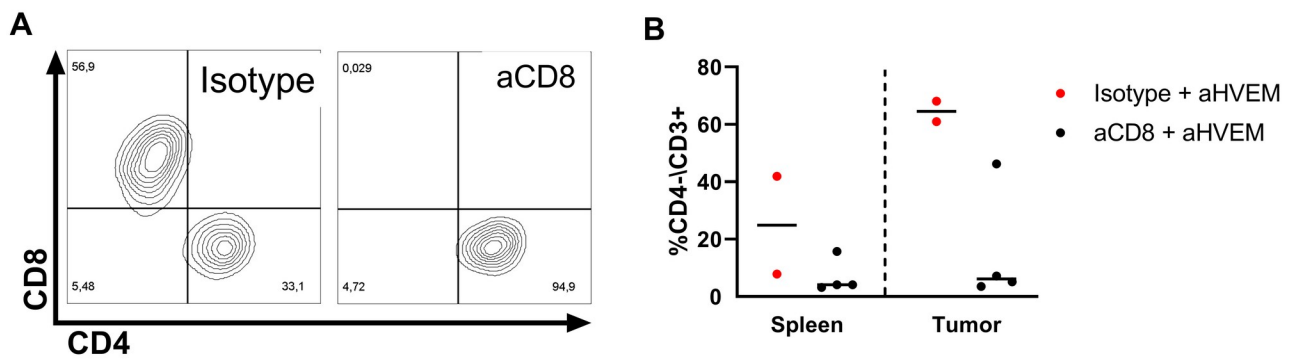 A
56,9
Isotype
5,48
33,1
0,029
aCD8
4,72
94,9
CD8
CD4
B
%CD4-\CD3+
80
60
40
20
0
Spleen
Tumor
Isotype + aHVEM
aCD8 + aHVEM